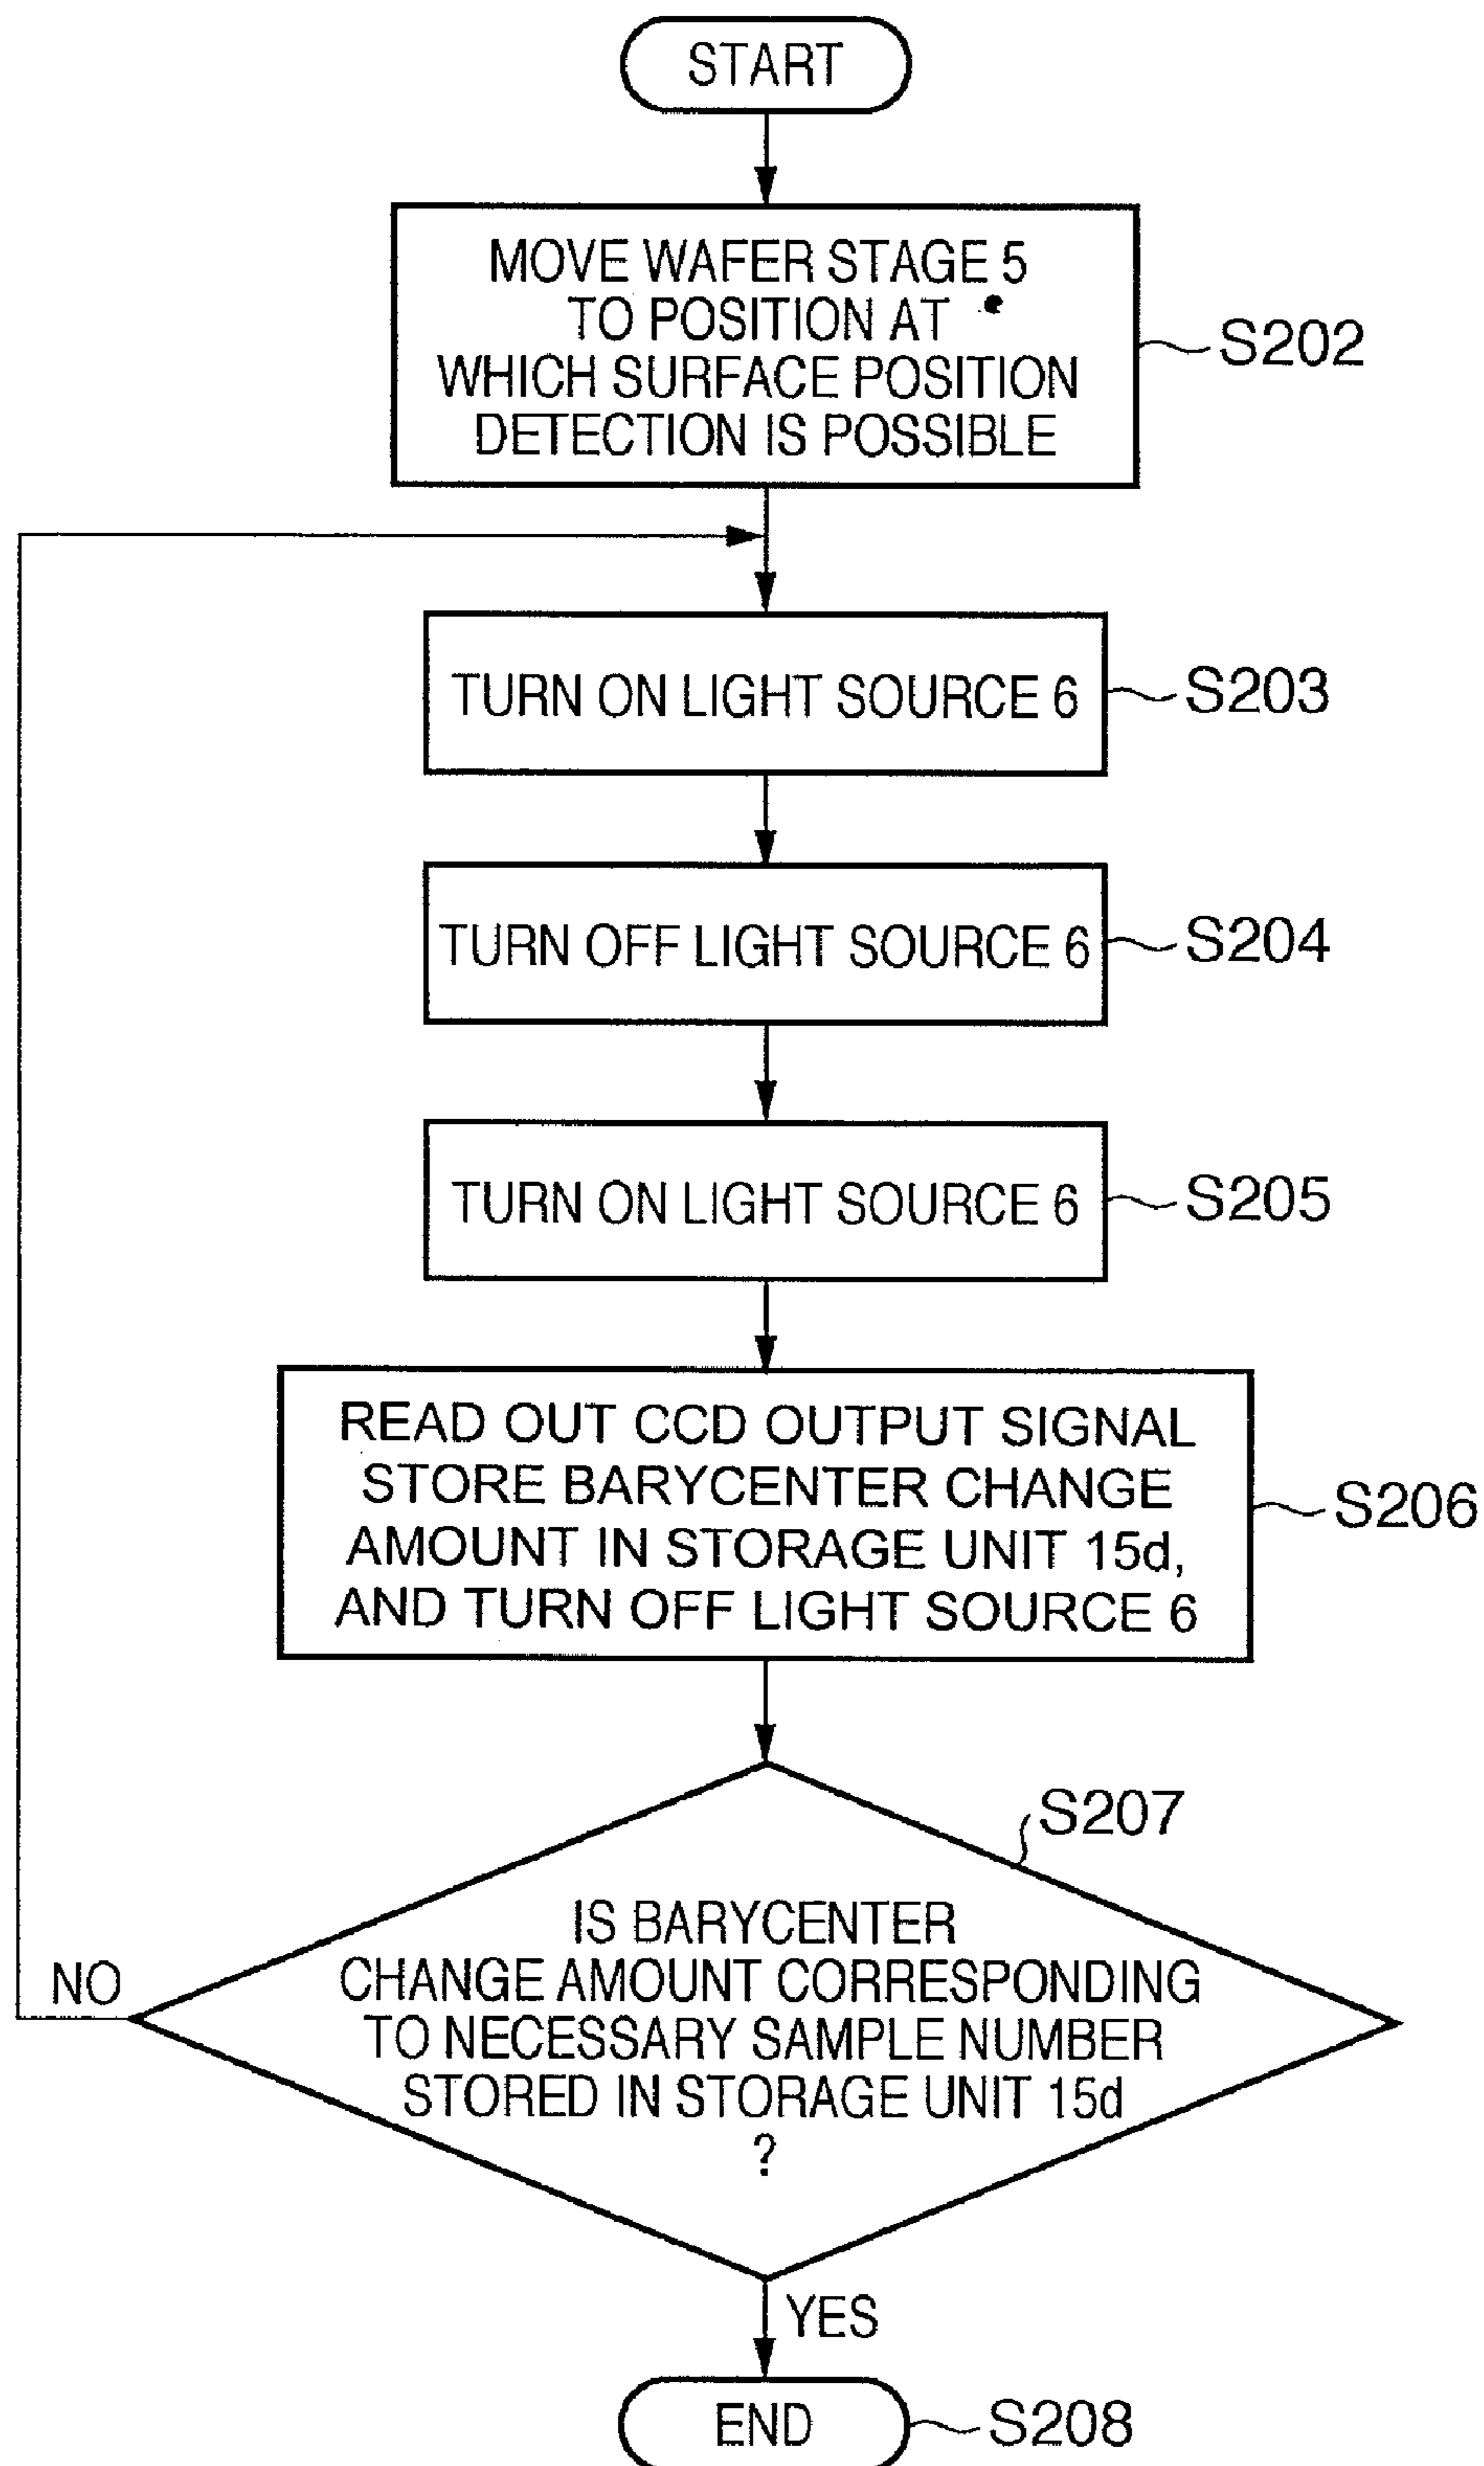 START
MOVE WAFER STAGE 5
TO POSITION AT
WHICH SURFACE POSITION
DETECTION IS POSSIBLE
S202
TURN ON LIGHT SOURCE 6
S203
TURN OFF LIGHT SOURCE 6
S204
TURN ON LIGHT SOURCE 6
S205
READ OUT CCD OUTPUT SIGNAL
STORE BARYCENTER CHANGE
AMOUNT IN STORAGE UNIT 15d,
AND TURN OFF LIGHT SOURCE 6
S206
S207
IS BARYCENTER
CHANGE AMOUNT CORRESPONDING
TO NECESSARY SAMPLE NUMBER
STORED IN STORAGE UNIT 15d
?
NO
YES
END
S208